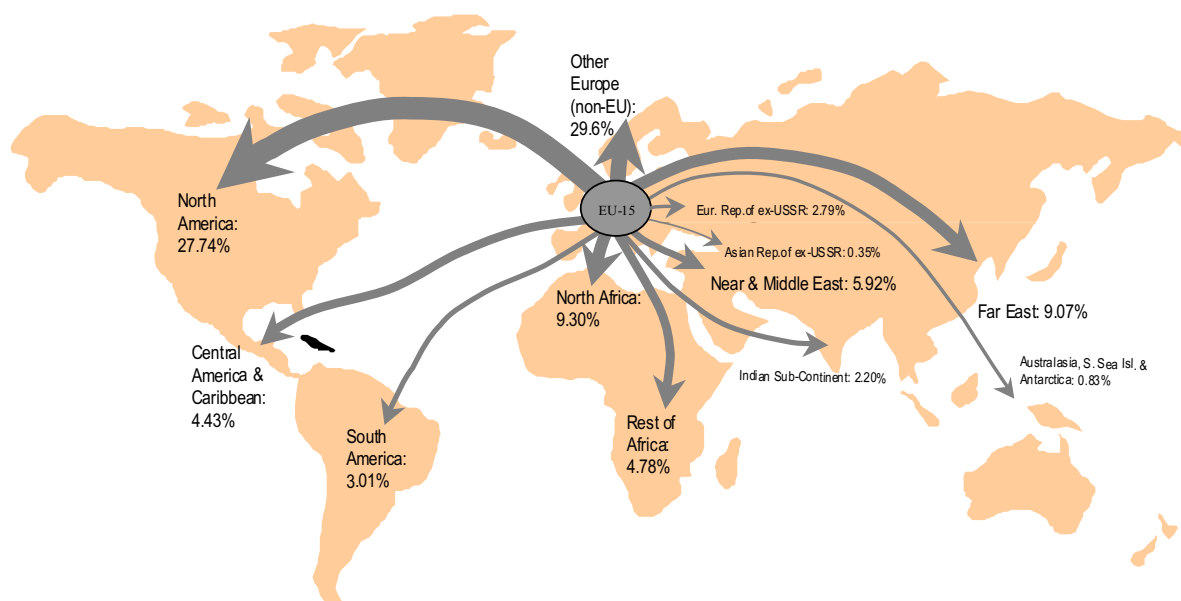 Other
Europe
(non-EU):
29.6%
North
America:
27.74%
EU-15
Eur. Rep.of ex-USSR: 2.79%
Asian Rep.of ex-USSR: 0.35%
Near & Middle East: 5.92%
North Africa:
9.30%
Far East: 9.07%
Central
America &
Caribbean:
4.43%
Indian Sub-Continent: 2.20%
Australasia, S. Sea Isl. &
Antarctica: 0.83%
South
America:
3.01%
Rest of
Africa:
4.78%